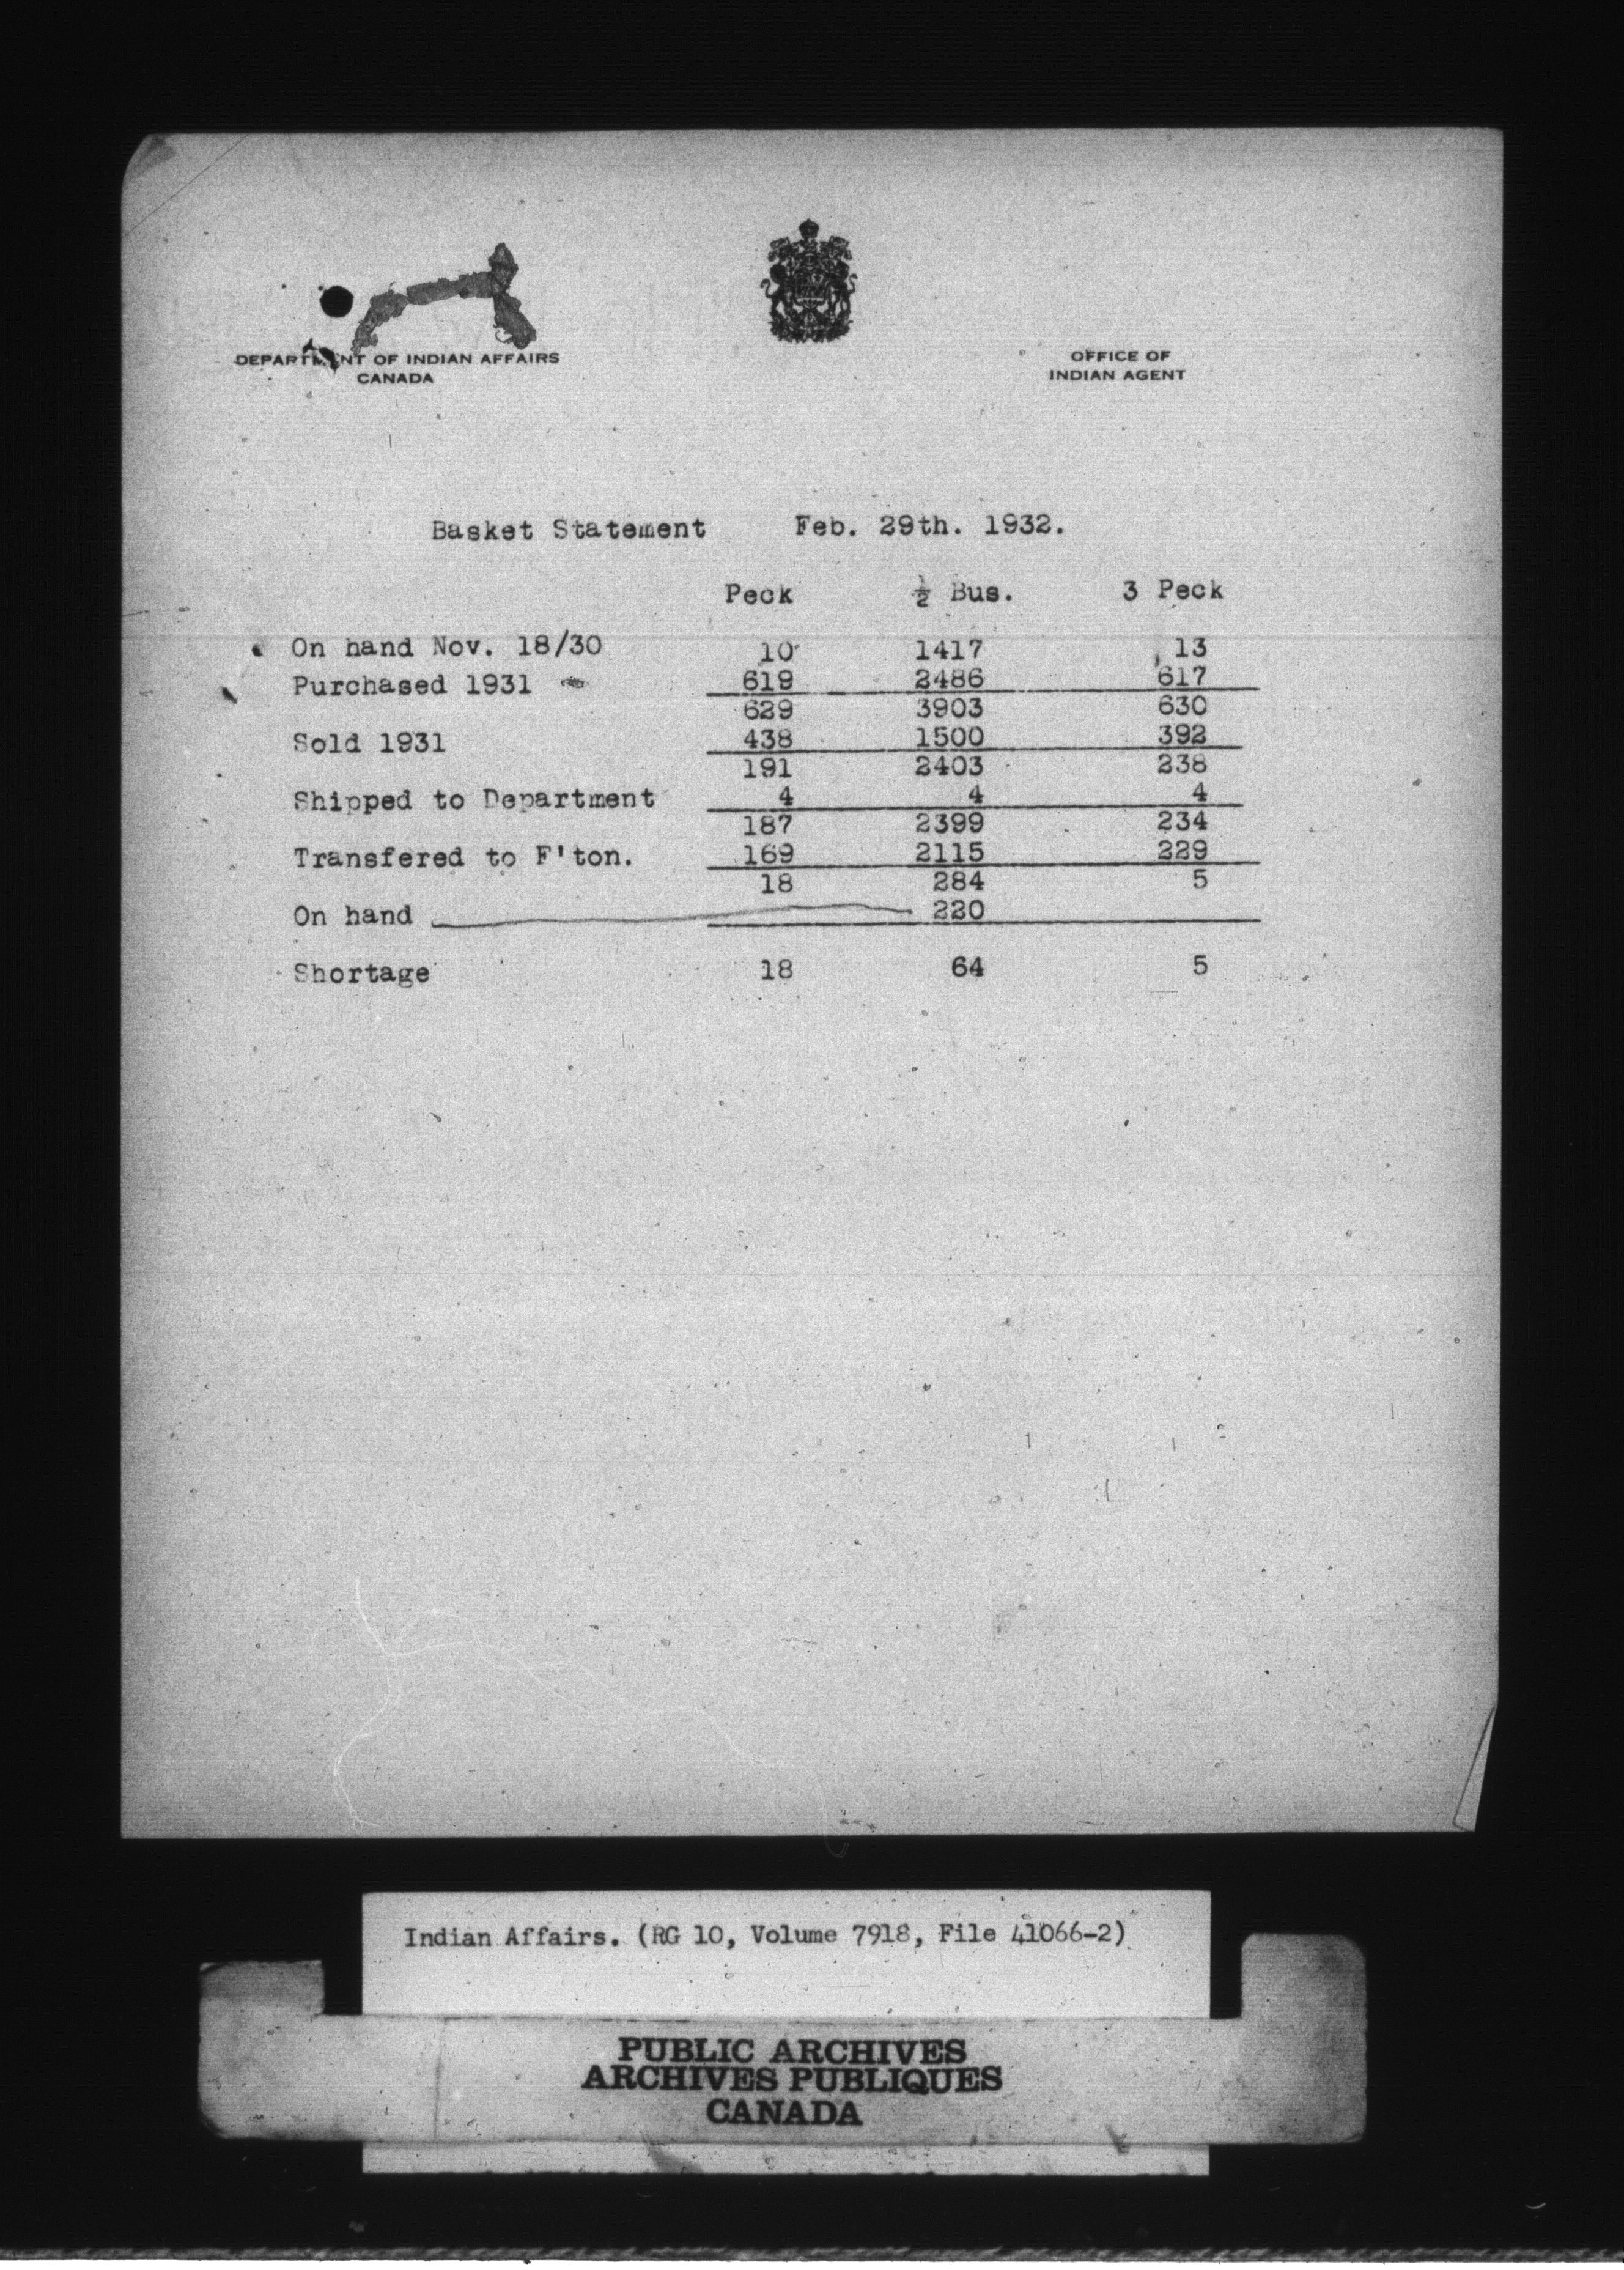 DEPARTMENT OF INDIAN AFFAIRS
CANADA
OFFICE OF
INDIAN AGENT
Basket Statement Feb. 29th. 1932.
Peck ½ Bus. 3 Peck
On hand Nov. 18/30 10 1417 13
Purchased 1931 619 2486 617
629 3903 630
Sold 1931 438 1500 392
191 2403 238
Shipped to Department 4 4 4
187 2399 234
Transfered to F'ton. 169 2115 229
18 284 5
On hand 220
Shortage 18 64 5
Indian Affairs. (RG 10, Volume 7918, File 41066-2)
PUBLIC ARCHIVES
ARCHIVES PUBLIQUES
CANADA